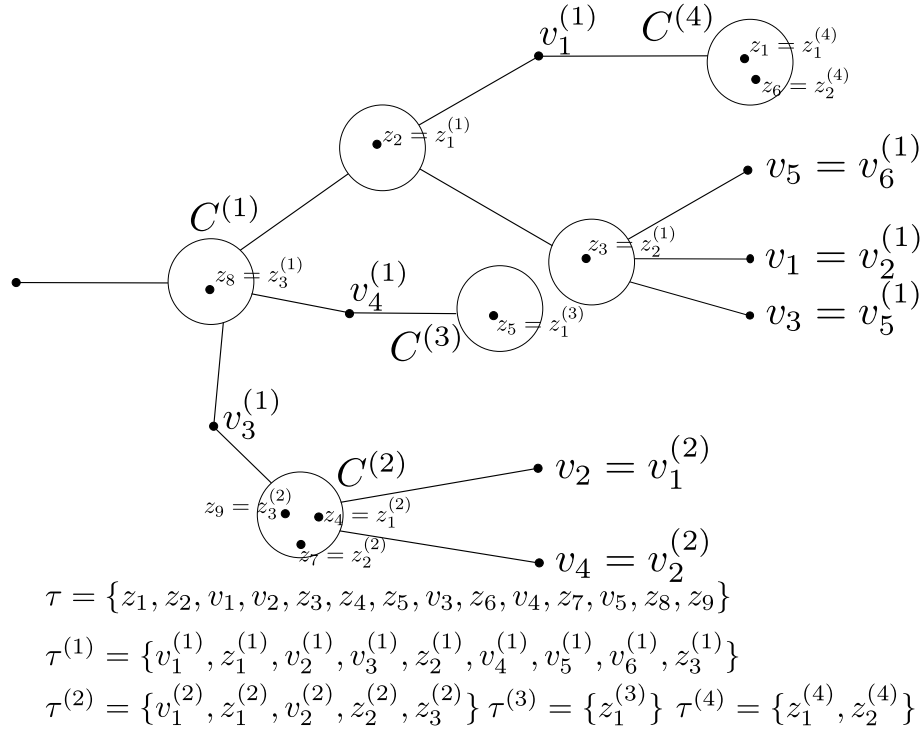 v_1^{(1)}
C^{(4)}
z_1 = z_1^{(4)}
z_6 = z_2^{(4)}
z_2 = z_1^{(1)}
v_5 = v_6^{(1)}
C^{(1)}
z_3 = z_2^{(1)}
v_1 = v_2^{(1)}
z_8 = z_3^{(1)}
v_4^{(1)}
v_3 = v_5^{(1)}
z_5 = z_1^{(3)}
C^{(3)}
v_3^{(1)}
C^{(2)}
v_2 = v_1^{(2)}
z_9 = z_3^{(2)}
z_4 = z_1^{(2)}
z_7 = z_2^{(2)}
v_4 = v_2^{(2)}
τ = {z_1, z_2, v_1, v_2, z_3, z_4, z_5, v_3, z_6, v_4, z_7, v_5, z_8, z_9}
τ^{(1)} = {v_1^{(1)}, z_1^{(1)}, v_2^{(1)}, v_3^{(1)}, z_2^{(1)}, v_4^{(1)}, v_5^{(1)}, v_6^{(1)}, z_3^{(1)}}
τ^{(2)} = {v_1^{(2)}, z_1^{(2)}, v_2^{(2)}, z_2^{(2)}, z_3^{(2)}} τ^{(3)} = {z_1^{(3)}} τ^{(4)} = {z_1^{(4)}, z_2^{(4)}}